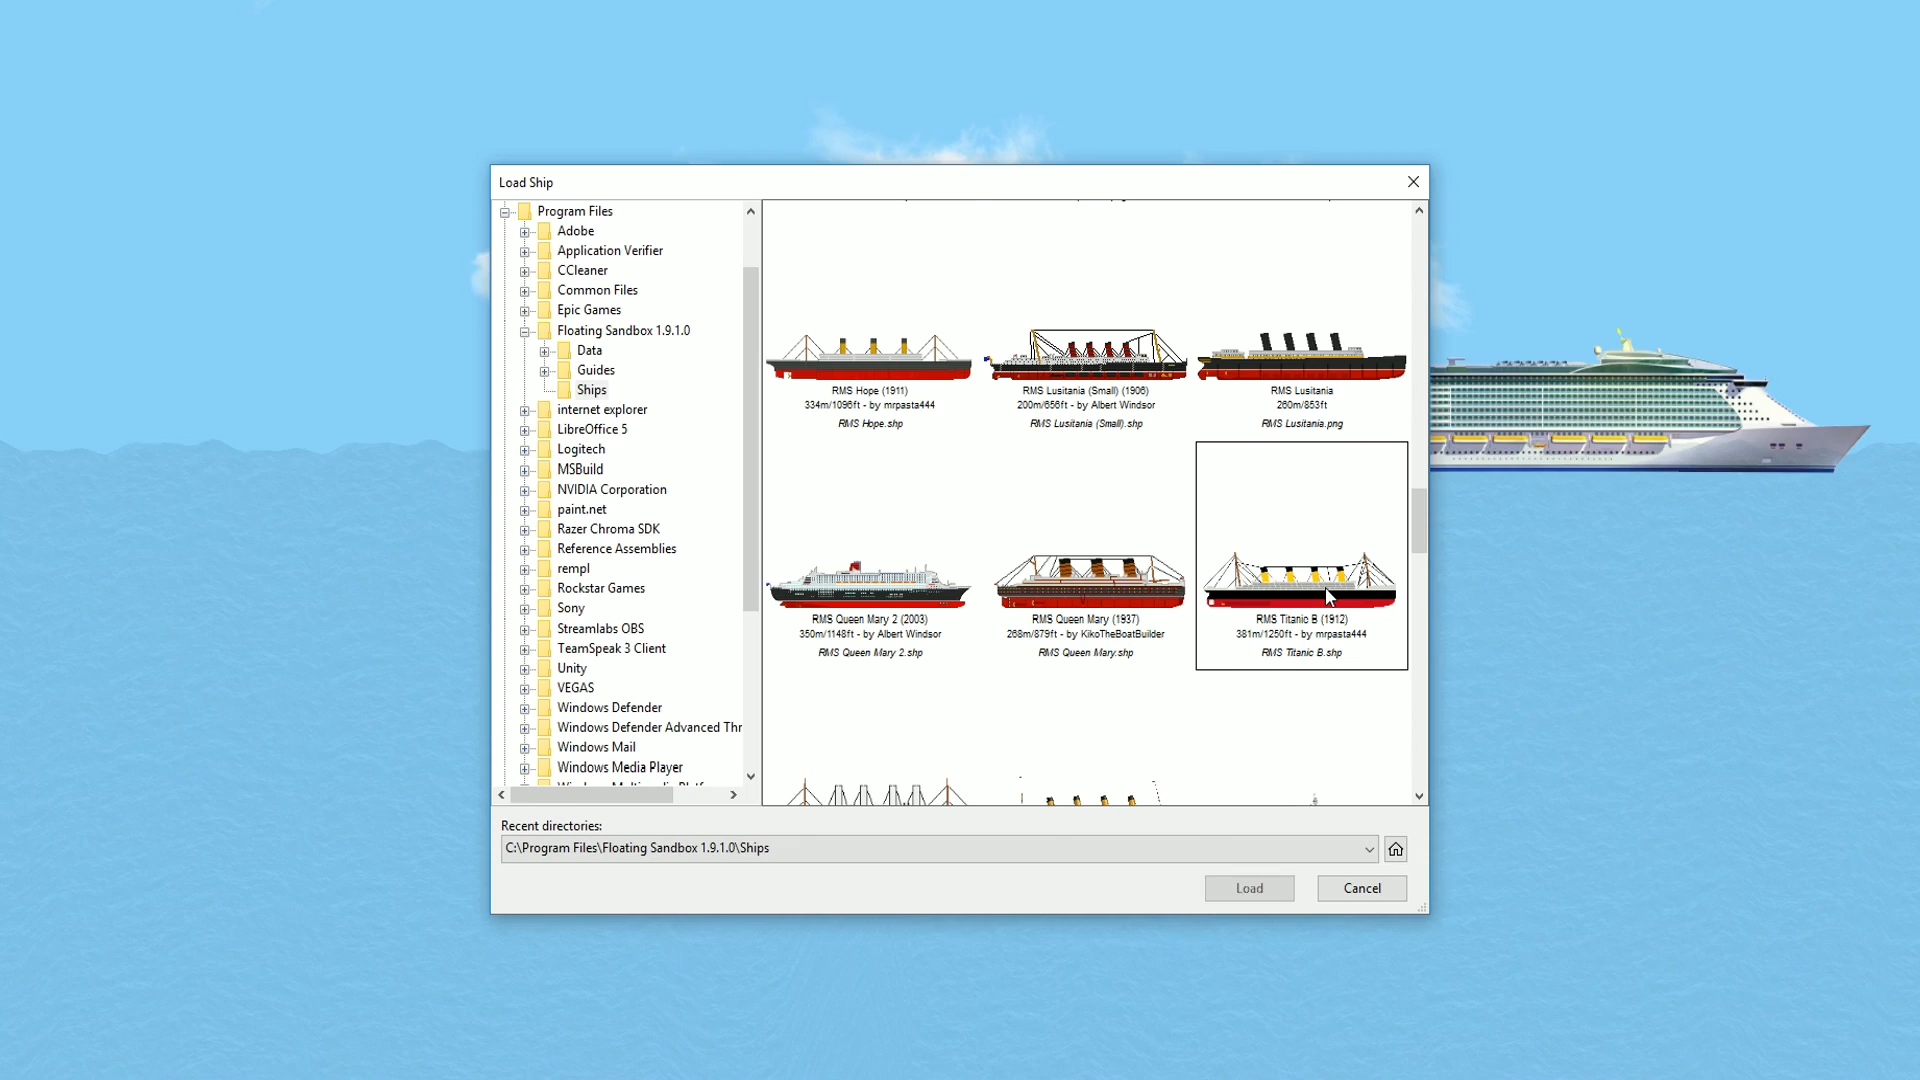 Load Ship
Program Files
Adobe
Application Verifier
CCleaner
Common Files
Epic Games
Floating Sandbox 1.9.1.0
Data
Guides
Ships
internet explorer
LibreOffice 5
Logitech
MSBuild
NVIDIA Corporation
paint.net
Razer Chroma SDK
Reference Assemblies
rempl
Rockstar Games
Sony
Streamlabs OBS
TeamSpeak 3 Client
Unity
VEGAS
Windows Defender
Windows Defender Advanced Thr
Windows Mail
Windows Media Player
RMS Hope (1911)
334m/1096ft - by mrpasta444
RMS Hope.shp
RMS Lusitania (Small) (1906)
200m/656ft - by Albert Windsor
RMS Lusitania (Small).shp
RMS Lusitania
260m/853ft
RMS Lusitania.png
RMS Queen Mary 2 (2003)
350m/1148ft - by Albert Windsor
RMS Queen Mary 2.shp
RMS Queen Mary (1937)
268m/879ft - by KikoTheBoatBuilder
RMS Queen Mary.shp
RMS Titanic B (1912)
381m/1250ft - by mrpasta444
RMS Titanic B.shp
Recent directories:
C:\Program Files\Floating Sandbox 1.9.1.0\Ships
Load
Cancel